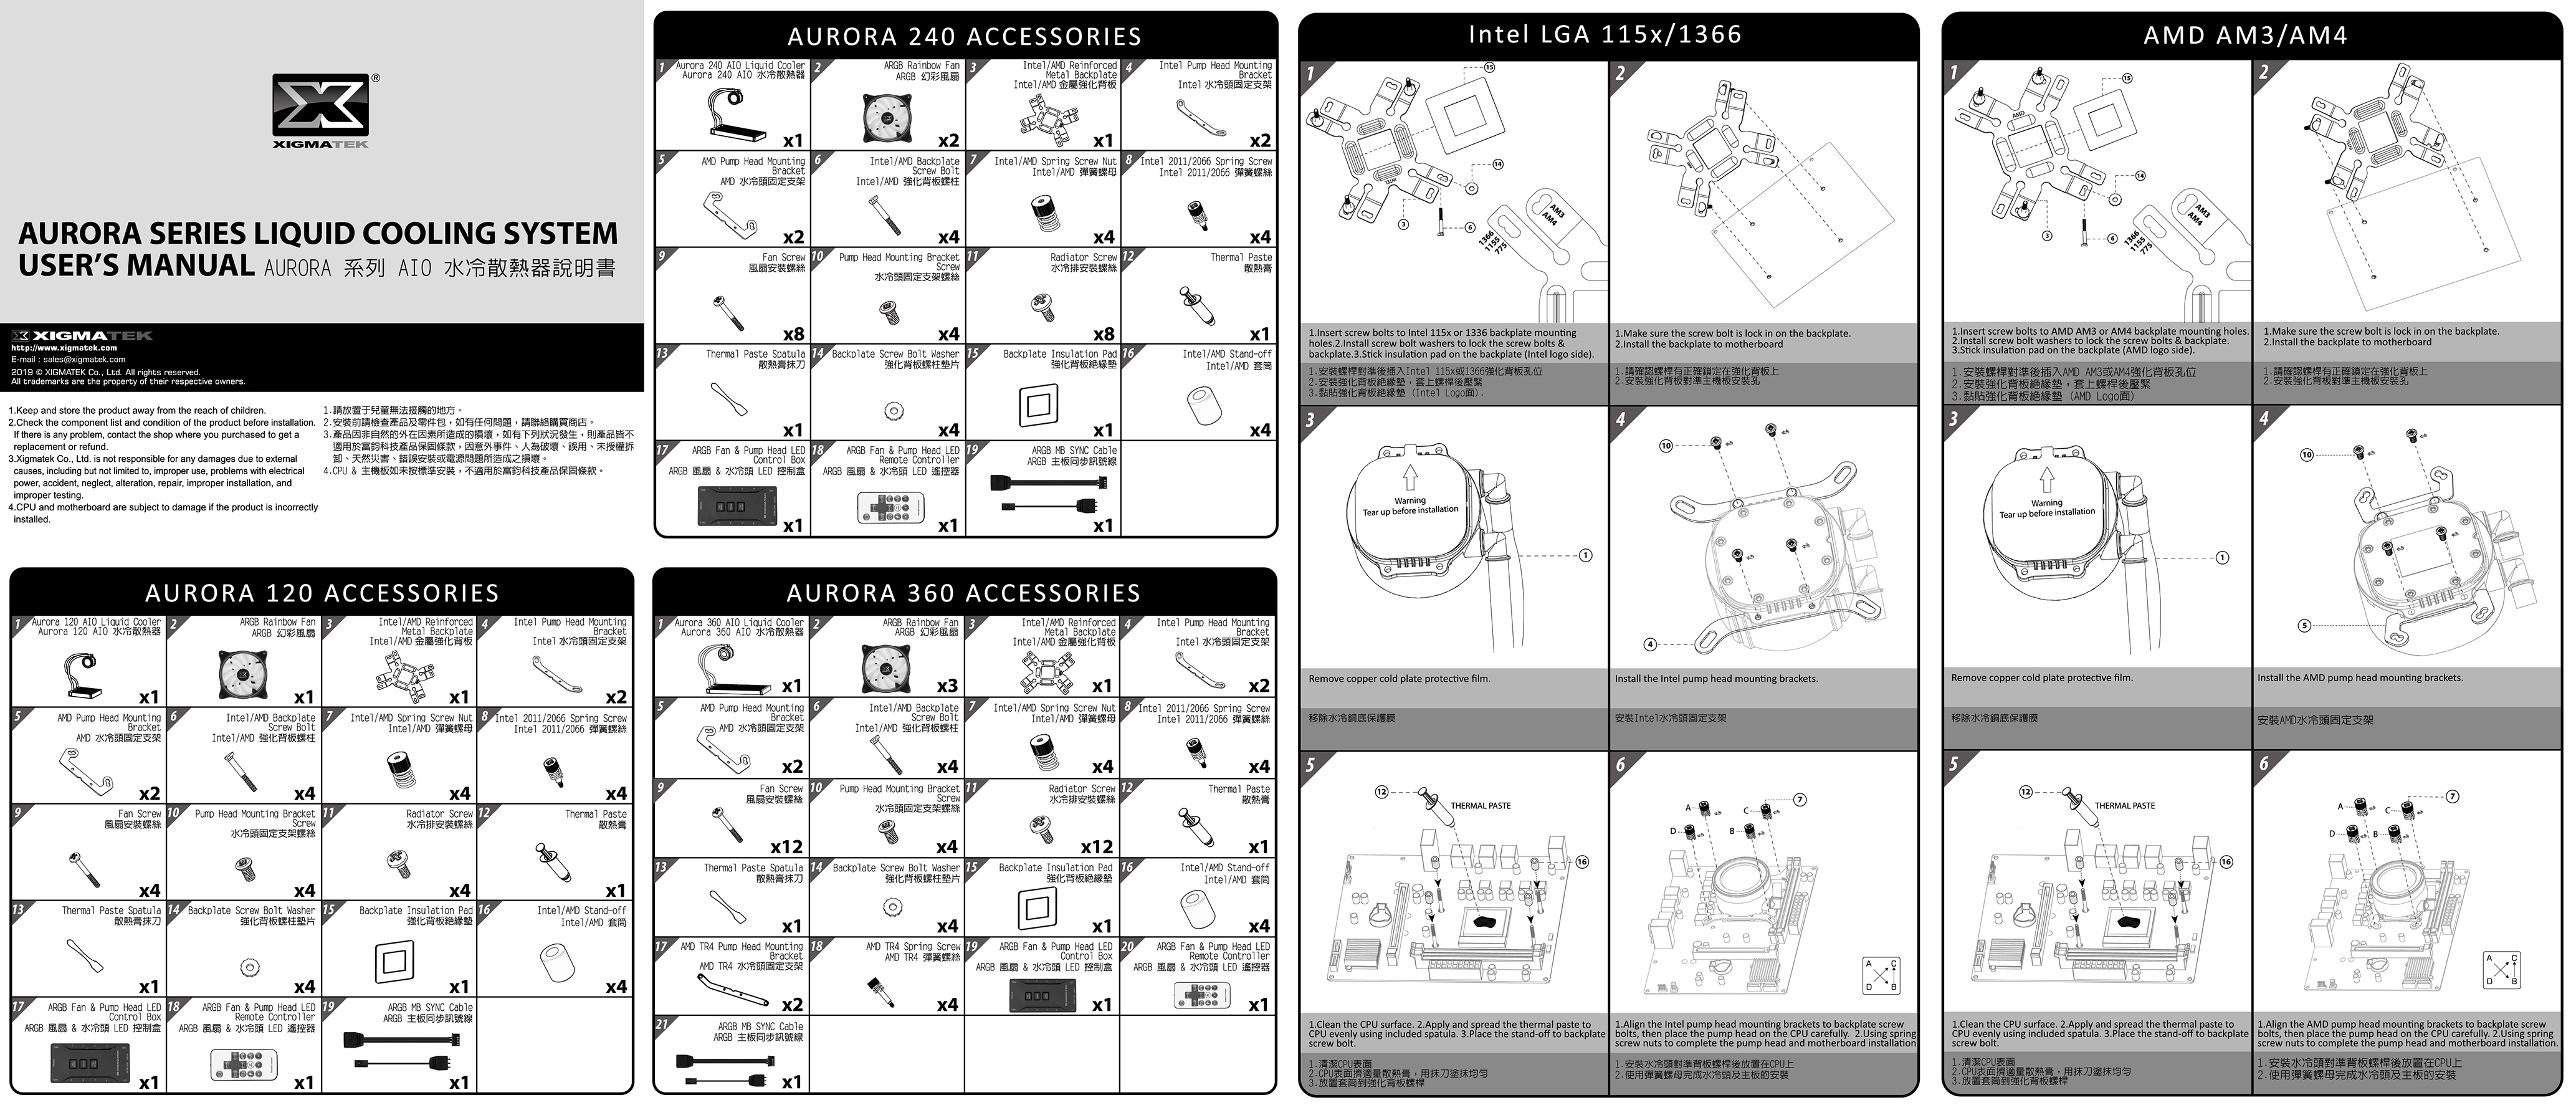 XIGMATEK
®
AURORA SERIES LIQUID COOLING SYSTEM
USER'S MANUAL AURORA 系列 AIO 水冷散熱器說明書
XIGMATEK
http://www.xigmatek.com
E-mail : sales@xigmatek.com
2019 © XIGMATEK Co., Ltd. All rights reserved.
All trademarks are the property of their respective owners.
1.Keep and store the product away from the reach of children.
2.Check the component list and condition of the product before installation.
If there is any problem, contact the shop where you purchased to get a
replacement or refund.
3.Xigmatek Co., Ltd. is not responsible for any damages due to external
causes, including but not limited to, improper use, problems with electrical
power, accident, neglect, alteration, repair, improper installation, and
improper testing.
4.CPU and motherboard are subject to damage if the product is incorrectly
installed.
1.請放置于兒童無法接觸的地方。
2.安裝前請檢查產品及零件包，如有任何問題，請聯絡購買商店。
3.產品因非自然的外在因素所造成的損壞，如有下列狀況發生，則產品皆不
適用於富鈞科技產品保固條款，因意外事件、人為破壞、誤用、未授權拆
卸、天然災害、錯誤安裝或電源問題所造成之損壞。
4.CPU & 主機板如未按標準安裝，不適用於富鈞科技產品保固條款。
AURORA 120 ACCESSORIES
1 Aurora 120 AIO Liquid Cooler
Aurora 120 AIO 水冷散熱器
x1
2 ARGB Rainbow Fan
ARGB 幻彩風扇
x1
3 Intel/AMD Reinforced
Metal Backplate
Intel/AMD 金屬強化背板
x1
4 Intel Pump Head Mounting
Bracket
Intel 水冷頭固定支架
x2
5 AMD Pump Head Mounting
Bracket
AMD 水冷頭固定支架
x2
6 Intel/AMD Backplate
Screw Bolt
Intel/AMD 強化背板螺柱
x4
7 Intel/AMD Spring Screw Nut
Intel/AMD 彈簧螺母
x4
8 Intel 2011/2066 Spring Screw
Intel 2011/2066 彈簧螺絲
x4
9 Fan Screw
風扇安裝螺絲
x4
10 Pump Head Mounting Bracket
Screw
水冷頭固定支架螺絲
x4
11 Radiator Screw
水冷排安裝螺絲
x4
12 Thermal Paste
散熱膏
x1
13 Thermal Paste Spatula
散熱膏抹刀
x1
14 Backplate Screw Bolt Washer
強化背板螺柱墊片
x4
15 Backplate Insulation Pad
強化背板絕緣墊
x1
16 Intel/AMD Stand-off
Intel/AMD 套筒
x4
17 ARGB Fan & Pump Head LED
Control Box
ARGB 風扇 & 水冷頭 LED 控制盒
x1
18 ARGB Fan & Pump Head LED
Remote Controller
ARGB 風扇 & 水冷頭 LED 遙控器
x1
19 ARGB MB SYNC Cable
ARGB 主板同步訊號線
x1
AURORA 240 ACCESSORIES
1 Aurora 240 AIO Liquid Cooler
Aurora 240 AIO 水冷散熱器
x1
2 ARGB Rainbow Fan
ARGB 幻彩風扇
x2
3 Intel/AMD Reinforced
Metal Backplate
Intel/AMD 金屬強化背板
x1
4 Intel Pump Head Mounting
Bracket
Intel 水冷頭固定支架
x2
5 AMD Pump Head Mounting
Bracket
AMD 水冷頭固定支架
x2
6 Intel/AMD Backplate
Screw Bolt
Intel/AMD 強化背板螺柱
x4
7 Intel/AMD Spring Screw Nut
Intel/AMD 彈簧螺母
x4
8 Intel 2011/2066 Spring Screw
Intel 2011/2066 彈簧螺絲
x4
9 Fan Screw
風扇安裝螺絲
x8
10 Pump Head Mounting Bracket
Screw
水冷頭固定支架螺絲
x4
11 Radiator Screw
水冷排安裝螺絲
x8
12 Thermal Paste
散熱膏
x1
13 Thermal Paste Spatula
散熱膏抹刀
x1
14 Backplate Screw Bolt Washer
強化背板螺柱墊片
x4
15 Backplate Insulation Pad
強化背板絕緣墊
x1
16 Intel/AMD Stand-off
Intel/AMD 套筒
x4
17 ARGB Fan & Pump Head LED
Control Box
ARGB 風扇 & 水冷頭 LED 控制盒
x1
18 ARGB Fan & Pump Head LED
Remote Controller
ARGB 風扇 & 水冷頭 LED 遙控器
x1
19 ARGB MB SYNC Cable
ARGB 主板同步訊號線
x1
AURORA 360 ACCESSORIES
1 Aurora 360 AIO Liquid Cooler
Aurora 360 AIO 水冷散熱器
x1
2 ARGB Rainbow Fan
ARGB 幻彩風扇
x3
3 Intel/AMD Reinforced
Metal Backplate
Intel/AMD 金屬強化背板
x1
4 Intel Pump Head Mounting
Bracket
Intel 水冷頭固定支架
x2
5 AMD Pump Head Mounting
Bracket
AMD 水冷頭固定支架
x2
6 Intel/AMD Backplate
Screw Bolt
Intel/AMD 強化背板螺柱
x4
7 Intel/AMD Spring Screw Nut
Intel/AMD 彈簧螺母
x4
8 Intel 2011/2066 Spring Screw
Intel 2011/2066 彈簧螺絲
x4
9 Fan Screw
風扇安裝螺絲
x12
10 Pump Head Mounting Bracket
Screw
水冷頭固定支架螺絲
x4
11 Radiator Screw
水冷排安裝螺絲
x12
12 Thermal Paste
散熱膏
x1
13 Thermal Paste Spatula
散熱膏抹刀
x1
14 Backplate Screw Bolt Washer
強化背板螺柱墊片
x4
15 Backplate Insulation Pad
強化背板絕緣墊
x1
16 Intel/AMD Stand-off
Intel/AMD 套筒
x4
17 AMD TR4 Pump Head Mounting
Bracket
AMD TR4 水冷頭固定支架
x2
18 AMD TR4 Spring Screw
AMD TR4 彈簧螺絲
x4
19 ARGB Fan & Pump Head LED
Control Box
ARGB 風扇 & 水冷頭 LED 控制盒
x1
20 ARGB Fan & Pump Head LED
Remote Controller
ARGB 風扇 & 水冷頭 LED 遙控器
x1
21 ARGB MB SYNC Cable
ARGB 主板同步訊號線
x1
Intel LGA 115x/1366
1
15
14
3
6
INTEL
AM3
AM4
1366
1155
775
1.Insert screw bolts to Intel 115x or 1336 backplate mounting
holes.2.Install screw bolt washers to lock the screw bolts &
backplate.3.Stick insulation pad on the backplate (Intel logo side).
1.安裝螺桿對準後插入Intel 115x或1366強化背板孔位
2.安裝強化背板絕緣墊，套上螺桿後壓緊
3.黏貼強化背板絕緣墊 (Intel Logo面).
2
1.Make sure the screw bolt is lock in on the backplate.
2.Install the backplate to motherboard
1.請確認螺桿有正確鎖定在強化背板上
2.安裝強化背板對準主機板安裝孔
3
Warning
Tear up before installation
1
Remove copper cold plate protective film.
移除水冷銅底保護膜
4
10
4
Install the Intel pump head mounting brackets.
安裝Intel水冷頭固定支架
5
12
THERMAL PASTE
16
1.Clean the CPU surface. 2.Apply and spread the thermal paste to
CPU evenly using included spatula. 3.Place the stand-off to backplate
screw bolt.
1.清潔CPU表面
2.CPU表面擠適量散熱膏，用抹刀塗抹均勻
3.放置套筒到強化背板螺桿
6
A
C
7
D
B
A C
D B
1.Align the Intel pump head mounting brackets to backplate screw
bolts, then place the pump head on the CPU carefully. 2.Using spring
screw nuts to complete the pump head and motherboard installation
1.安裝水冷頭對準背板螺桿後放置在CPU上
2.使用彈簧螺母完成水冷頭及主板的安裝
AMD AM3/AM4
1
15
14
3
6
AMD
AM3
AM4
1366
1155
775
1.Insert screw bolts to AMD AM3 or AM4 backplate mounting holes.
2.Install screw bolt washers to lock the screw bolts & backplate.
3.Stick insulation pad on the backplate (AMD logo side).
1.安裝螺桿對準後插入AMD AM3或AM4強化背板孔位
2.安裝強化背板絕緣墊，套上螺桿後壓緊
3.黏貼強化背板絕緣墊 (AMD Logo面)
2
1.Make sure the screw bolt is lock in on the backplate.
2.Install the backplate to motherboard
1.請確認螺桿有正確鎖定在強化背板上
2.安裝強化背板對準主機板安裝孔
3
Warning
Tear up before installation
1
Remove copper cold plate protective film.
移除水冷銅底保護膜
4
10
5
Install the AMD pump head mounting brackets.
安裝AMD水冷頭固定支架
5
12
THERMAL PASTE
16
1.Clean the CPU surface. 2.Apply and spread the thermal paste to
CPU evenly using included spatula. 3.Place the stand-off to backplate
screw bolt.
1.清潔CPU表面
2.CPU表面擠適量散熱膏，用抹刀塗抹均勻
3.放置套筒到強化背板螺桿
6
A
C
7
D
B
A C
D B
1.Align the AMD pump head mounting brackets to backplate screw
bolts, then place the pump head on the CPU carefully. 2.Using spring
screw nuts to complete the pump head and motherboard installation.
1.安裝水冷頭對準背板螺桿後放置在CPU上
2.使用彈簧螺母完成水冷頭及主板的安裝